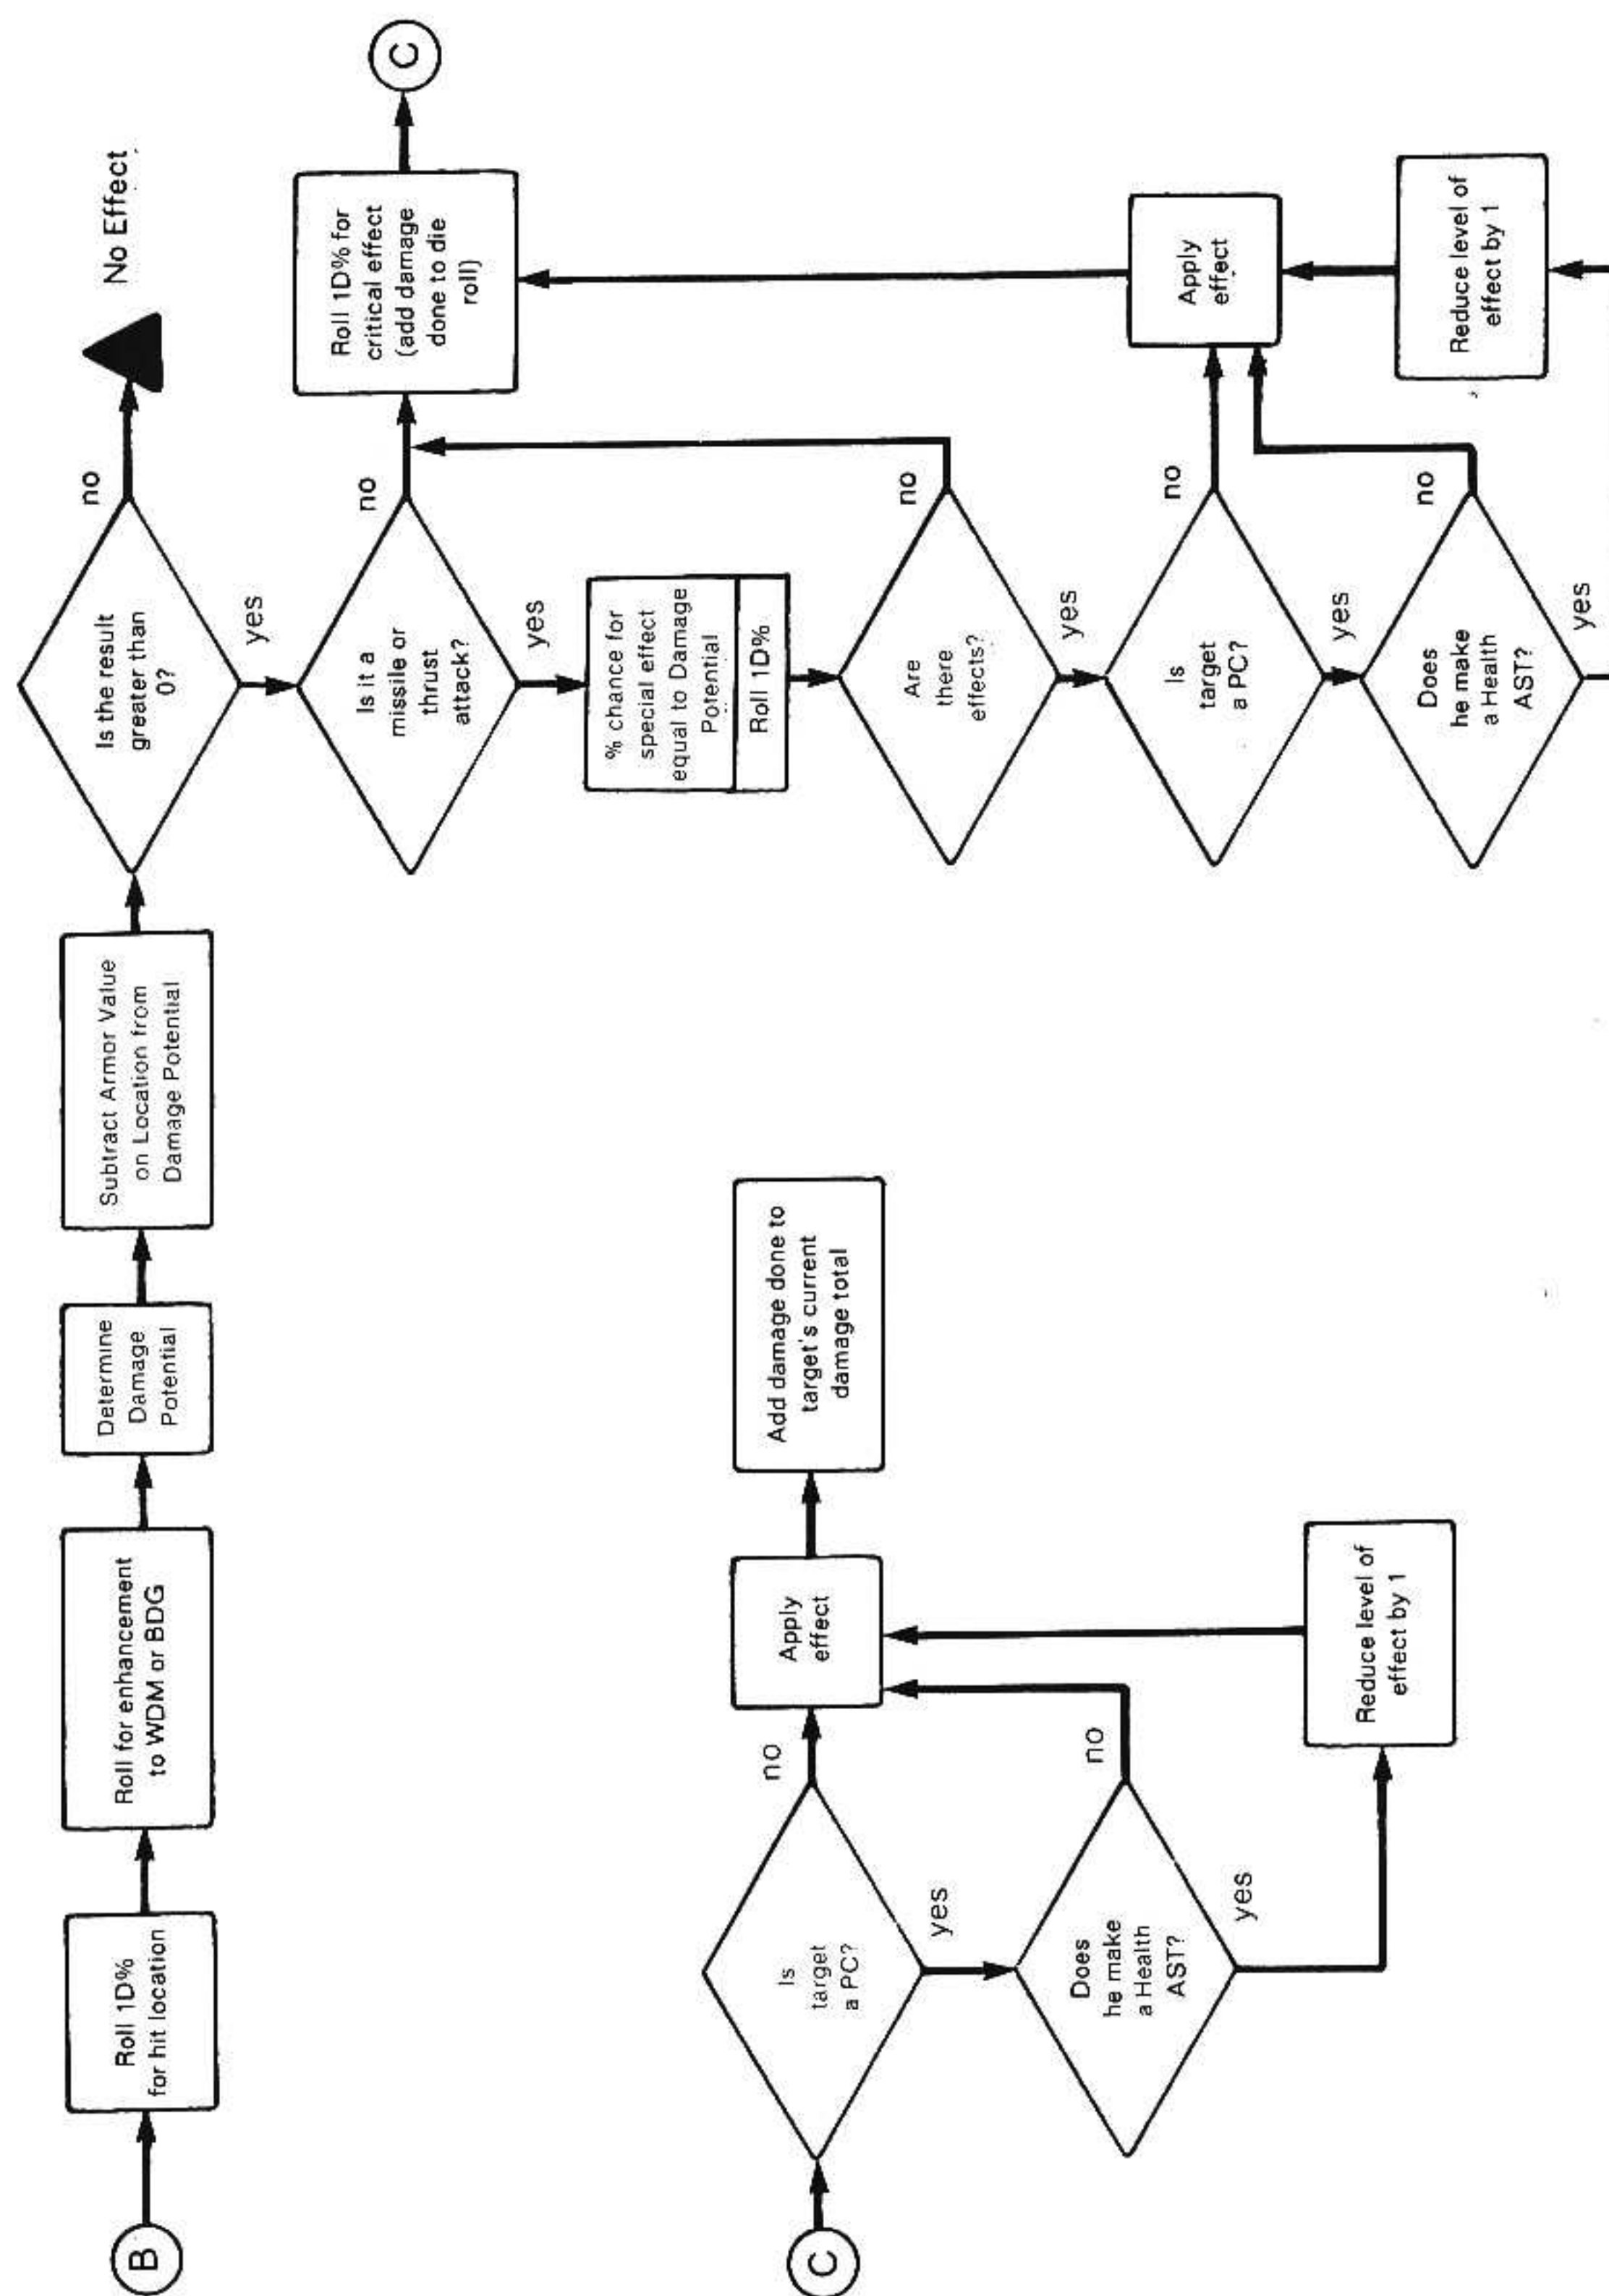 B
Roll 1D%
for hit location
Roll for enhancement
to WDM or BDG
Determine
Damage
Potential
Subtract Armor Value
on Location from
Damage Potential
Is the result
greater than
0?
no
No Effect
yes
Is it a
missile or
thrust
attack?
no
Roll 1D% for
critical effect
(add damage
done to die
roll)
C
yes
% chance for
special effect
equal to Damage
Potential
Roll 1D%
Are
there
effects?
no
yes
Is
target
a PC?
no
Apply
effect
yes
Does
he make
a Health
AST?
no
yes
Reduce level of
effect by 1
C
Is
target
a PC?
no
Apply
effect
Add damage done to
target's current
damage total
yes
Does
he make
a Health
AST?
no
yes
Reduce level of
effect by 1